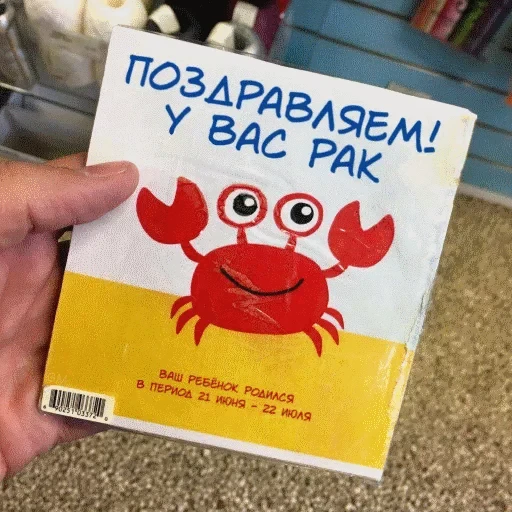 ПОЗДРАВЛЯЕМ!
У ВАС РАК
ВАШ РЕБЁНОК РОДИЛСЯ
В ПЕРИОД 21 ИЮНЯ - 22 ИЮЛЯ